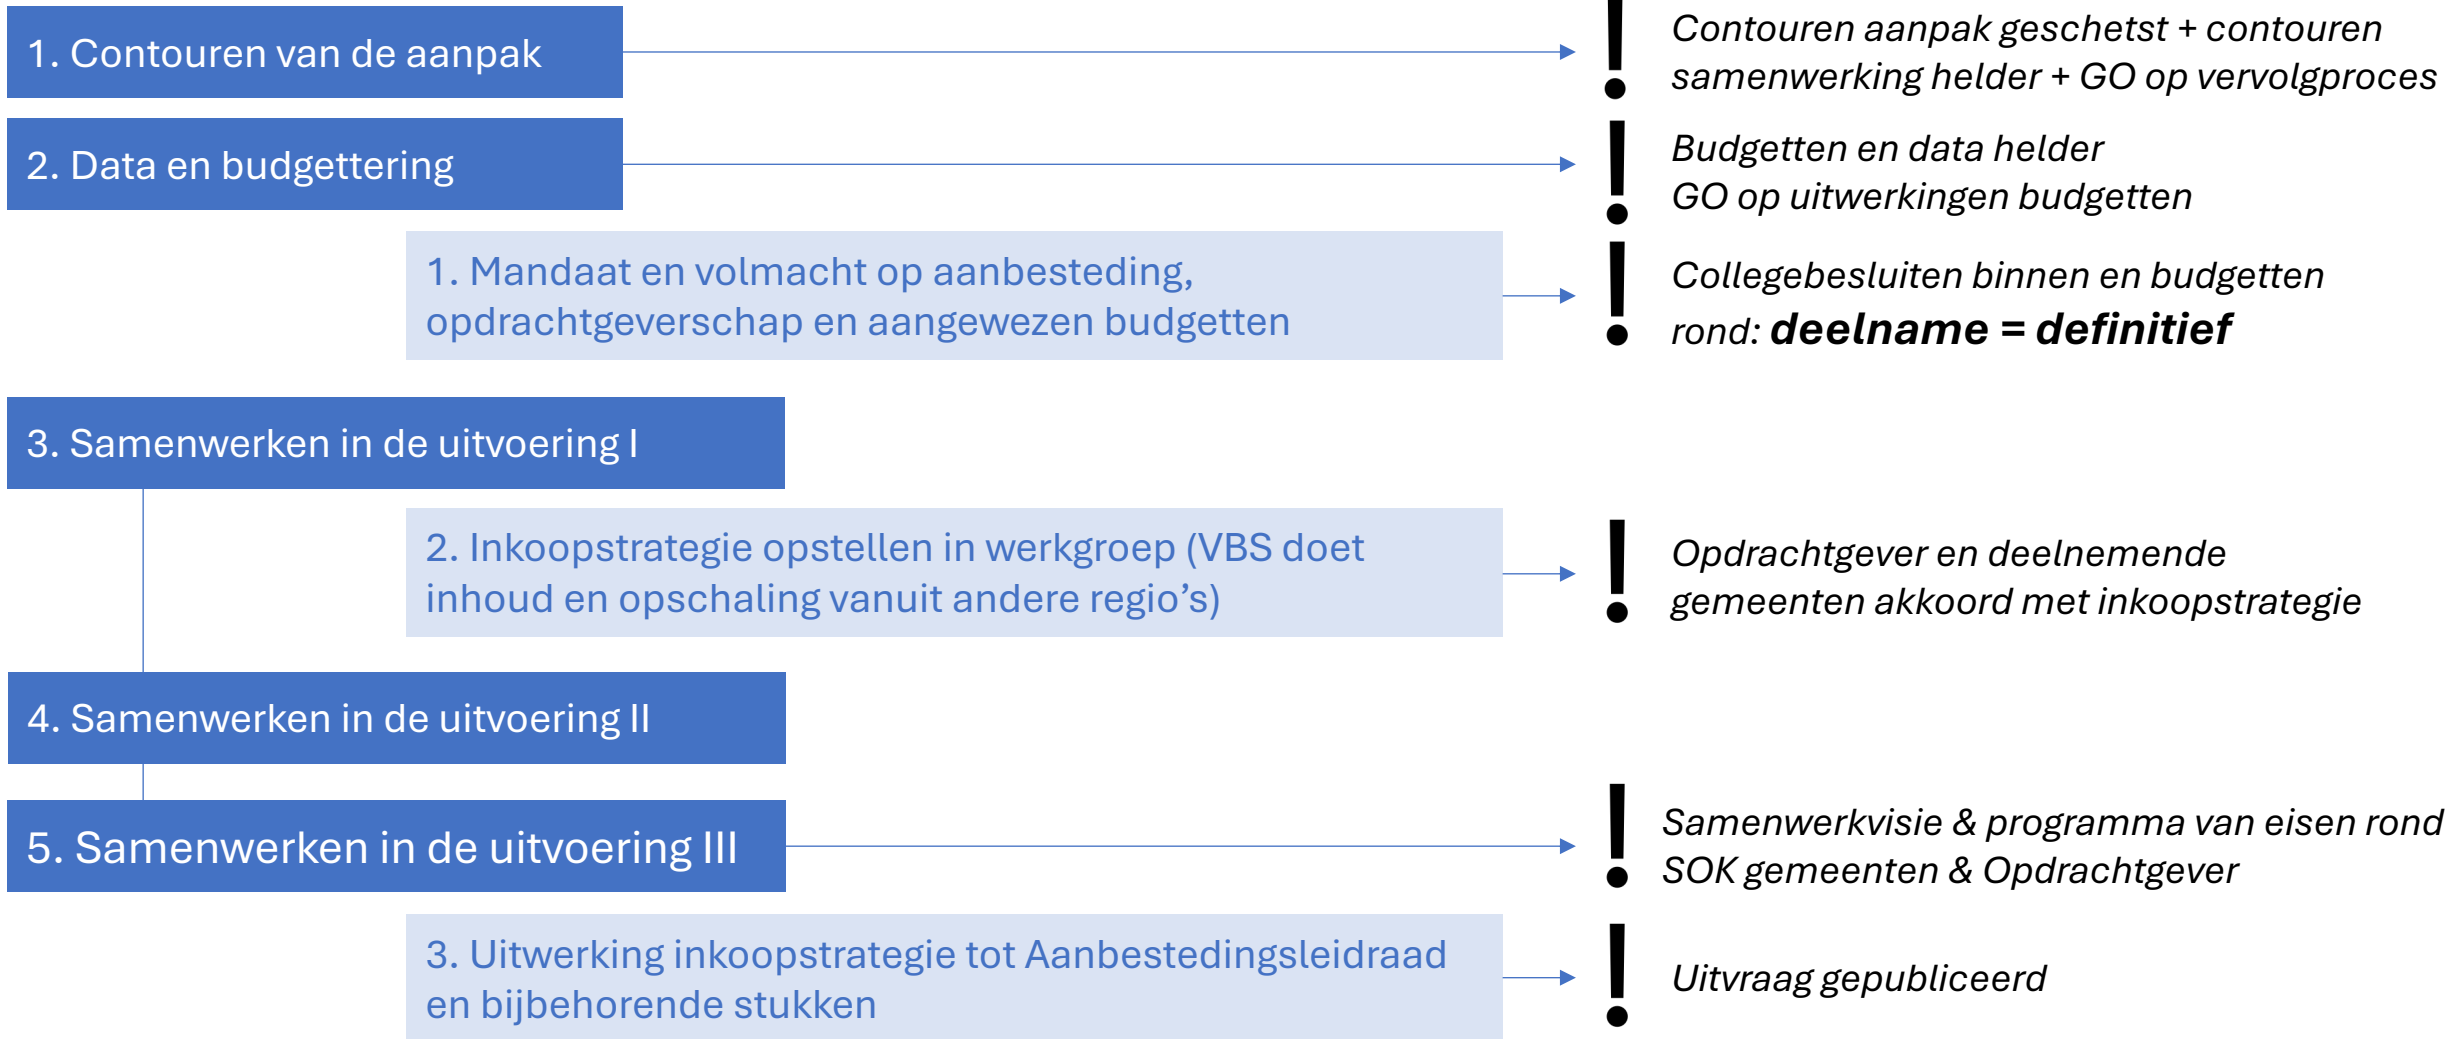 1. Contouren van de aanpak
!
Contouren aanpak geschetst + contouren
samenwerking helder + GO op vervolgproces
2. Data en budgettering
!
Budgetten en data helder
GO op uitwerkingen budgetten
1. Mandaat en volmacht op aanbesteding,
opdrachtgeverschap en aangewezen budgetten
!
Collegebesluiten binnen en budgetten
rond: deelname = definitief
3. Samenwerken in de uitvoering I
2. Inkoopstrategie opstellen in werkgroep (VBS doet
inhoud en opschaling vanuit andere regio’s)
!
Opdrachtgever en deelnemende
gemeenten akkoord met inkoopstrategie
4. Samenwerken in de uitvoering II
5. Samenwerken in de uitvoering III
!
Samenwerkvisie & programma van eisen rond
SOK gemeenten & Opdrachtgever
3. Uitwerking inkoopstrategie tot Aanbestedingsleidraad
en bijbehorende stukken
!
Uitvraag gepubliceerd